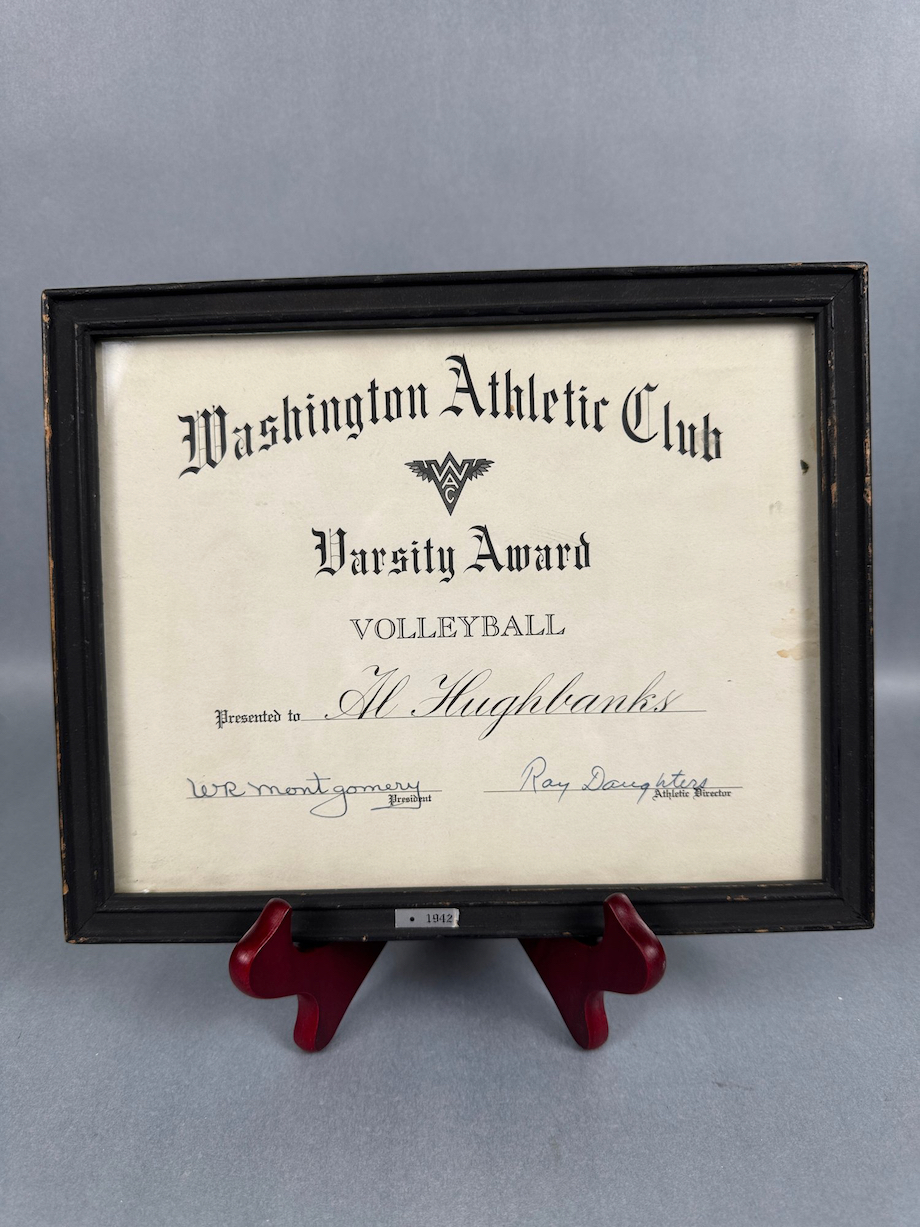 Washington Athletic Club
WAC
Varsity Award
VOLLEYBALL
Presented to Al Hughbanks
WR Montgomery Ray Daughters
President Athletic Director
• 1942